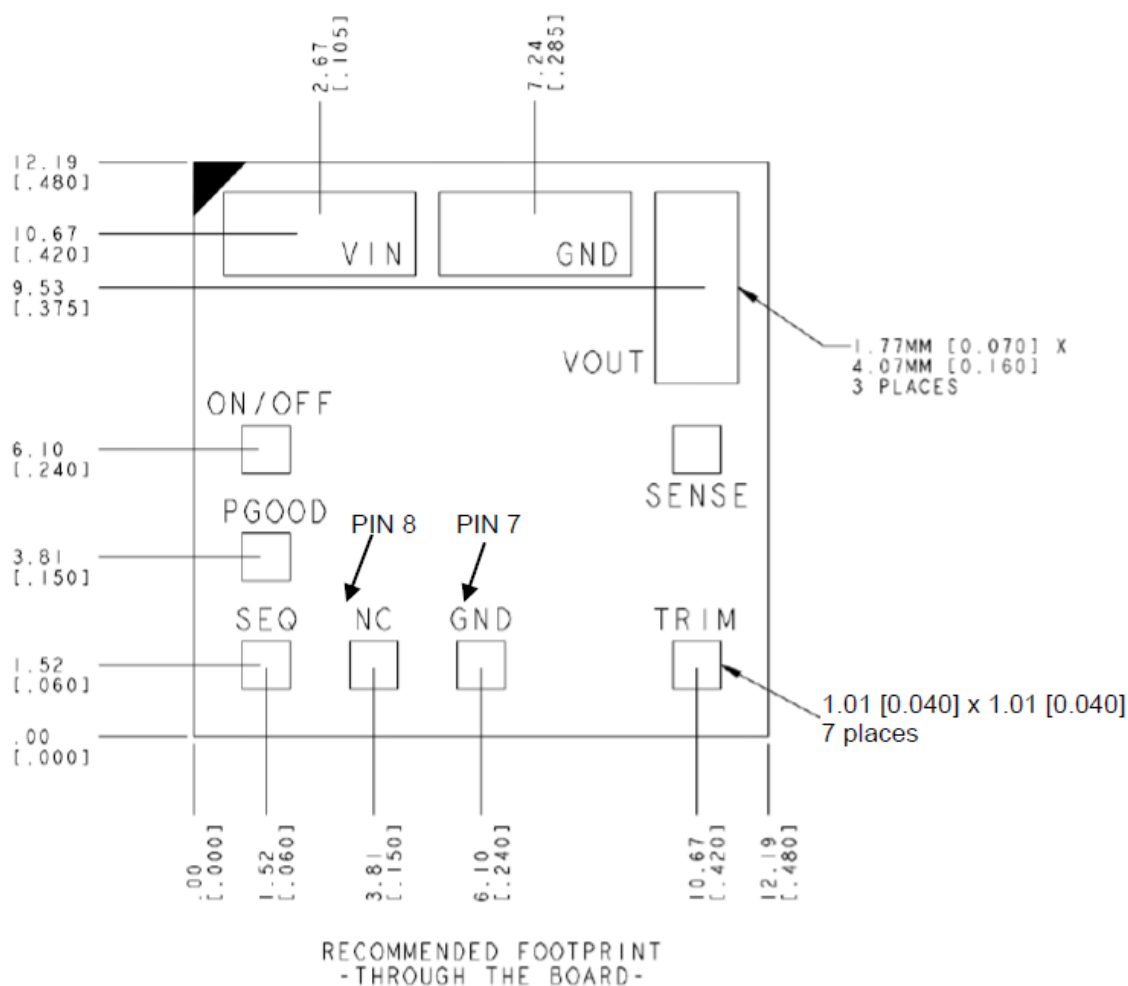 2.67
[.105]
7.24
[.285]
12.19
[.480]
10.67
[.420]
VIN
GND
9.53
[.375]
VOUT
1.77MM [0.070] X
4.07MM [0.160]
3 PLACES
ON/OFF
6.10
[.240]
SENSE
PGOOD
PIN 8
PIN 7
3.81
[.150]
SEQ
NC
GND
TRIM
1.52
[.060]
1.01 [0.040] x 1.01 [0.040]
7 places
.00
[.000]
.00
[.000]
1.52
[.060]
3.81
[.150]
6.10
[.240]
10.67
[.420]
12.19
[.480]
RECOMMENDED FOOTPRINT
-THROUGH THE BOARD-